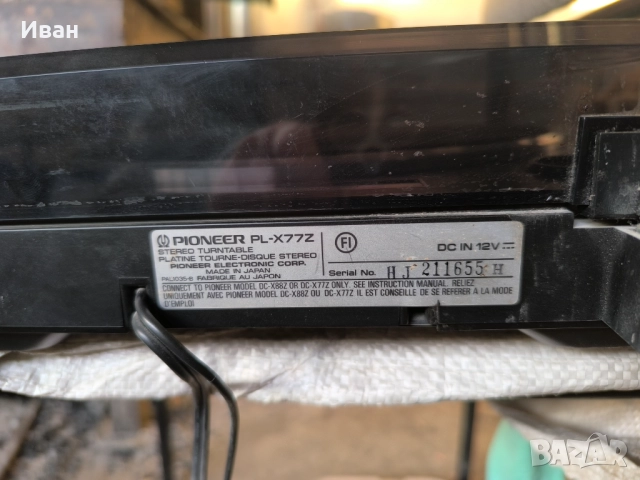 Иван
PIONEER PL-X77Z
STEREO TURNTABLE
PLATINE TOURNE-DISQUE STEREO
PIONEER ELECTRONIC CORP.
MADE IN JAPAN
FABRIQUE AU JAPON
FI
DC IN 12V
Serial No. HJ 211655 H
CONNECT TO PIONEER MODEL DC-X88Z OR DC-X77Z ONLY. SEE INSTRUCTION MANUAL. RELIEZ
UNIQUEMENT AVEC PIONEER MODEL DC-X88Z OU DC-X77Z IL EST CONSEILLE DE SE REFERER A LA MODE
D'EMPLOI
BAZAR